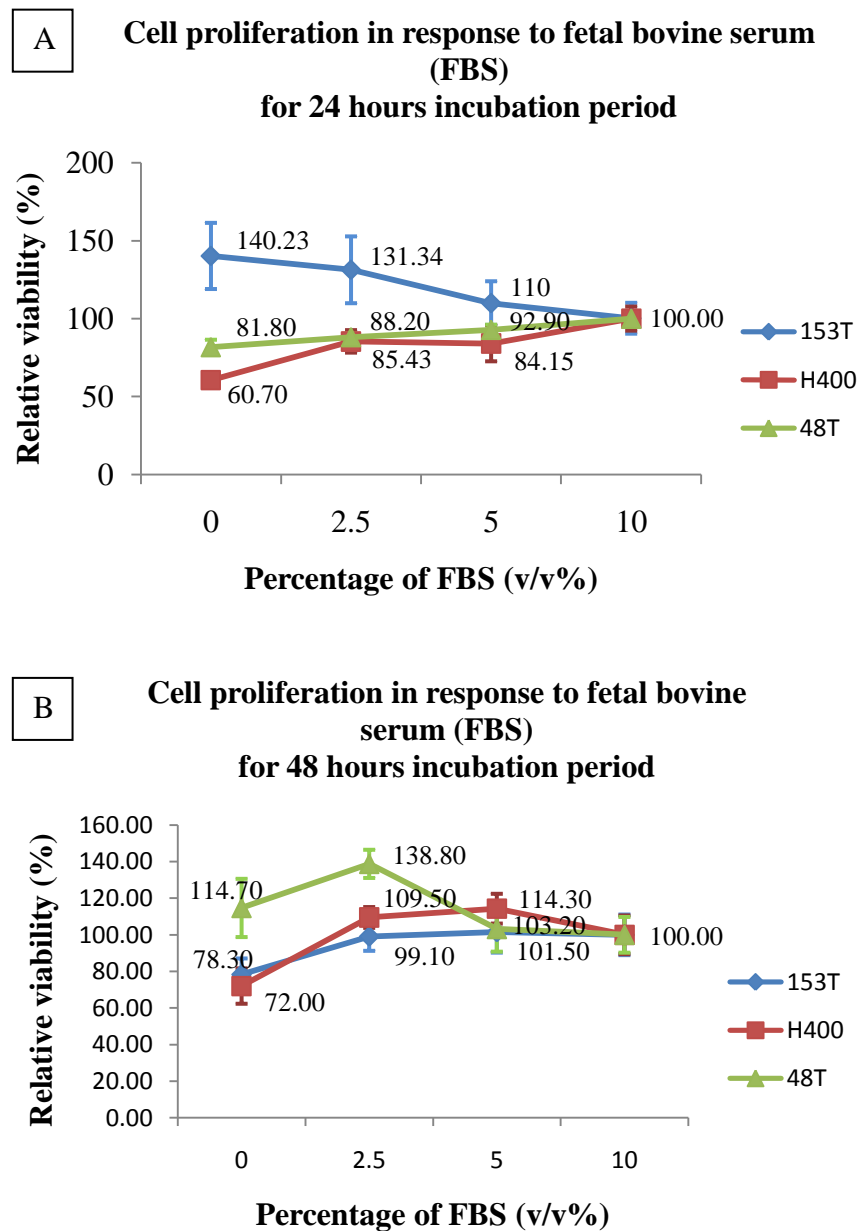 A
Cell proliferation in response to fetal bovine serum
(FBS)
for 24 hours incubation period
Relative viability (%)
200
150
100
50
0
140.23
131.34
110
100.00
81.80
88.20
92.90
60.70
85.43
84.15
153T
H400
48T
0 2.5 5 10
Percentage of FBS (v/v%)
B
Cell proliferation in response to fetal bovine
serum (FBS)
for 48 hours incubation period
Relative viability (%)
160.00
140.00
120.00
100.00
80.00
60.00
40.00
20.00
0.00
114.70
138.80
109.50
114.30
103.20
100.00
78.30
99.10
101.50
72.00
153T
H400
48T
0 2.5 5 10
Percentage of FBS (v/v%)